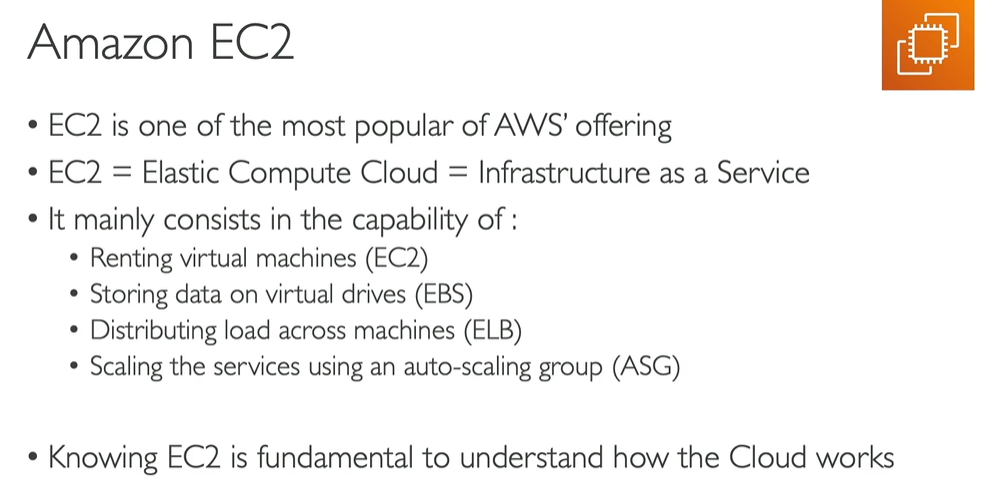 Amazon EC2
• EC2 is one of the most popular of AWS' offering
• EC2 = Elastic Compute Cloud = Infrastructure as a Service
• It mainly consists in the capability of :
• Renting virtual machines (EC2)
• Storing data on virtual drives (EBS)
• Distributing load across machines (ELB)
• Scaling the services using an auto-scaling group (ASG)
• Knowing EC2 is fundamental to understand how the Cloud works